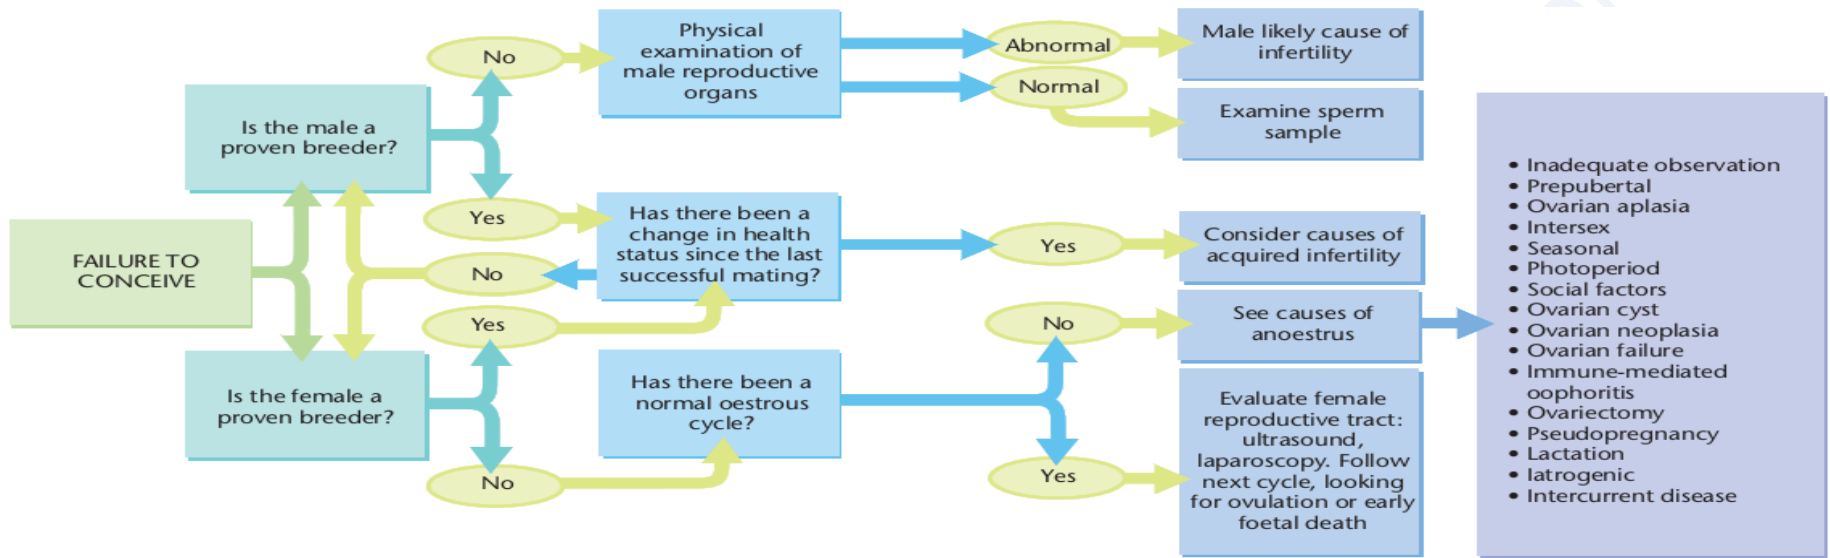 FAILURE TO
CONCEIVE
Is the male a
proven breeder?
Is the female a
proven breeder?
No
Yes
No
Yes
No
Physical
examination of
male reproductive
organs
Has there been a
change in health
status since the last
successful mating?
Has there been a
normal oestrous
cycle?
Abnormal
Normal
Yes
No
Yes
Male likely cause of
infertility
Examine sperm
sample
Consider causes of
acquired infertility
See causes of
anoestrus
Evaluate female
reproductive tract:
ultrasound,
laparoscopy. Follow
next cycle, looking
for ovulation or early
foetal death
• Inadequate observation
• Prepubertal
• Ovarian aplasia
• Intersex
• Seasonal
• Photoperiod
• Social factors
• Ovarian cyst
• Ovarian neoplasia
• Ovarian failure
• Immune-mediated
oophoritis
• Ovariectomy
• Pseudopregnancy
• Lactation
• Iatrogenic
• Intercurrent disease